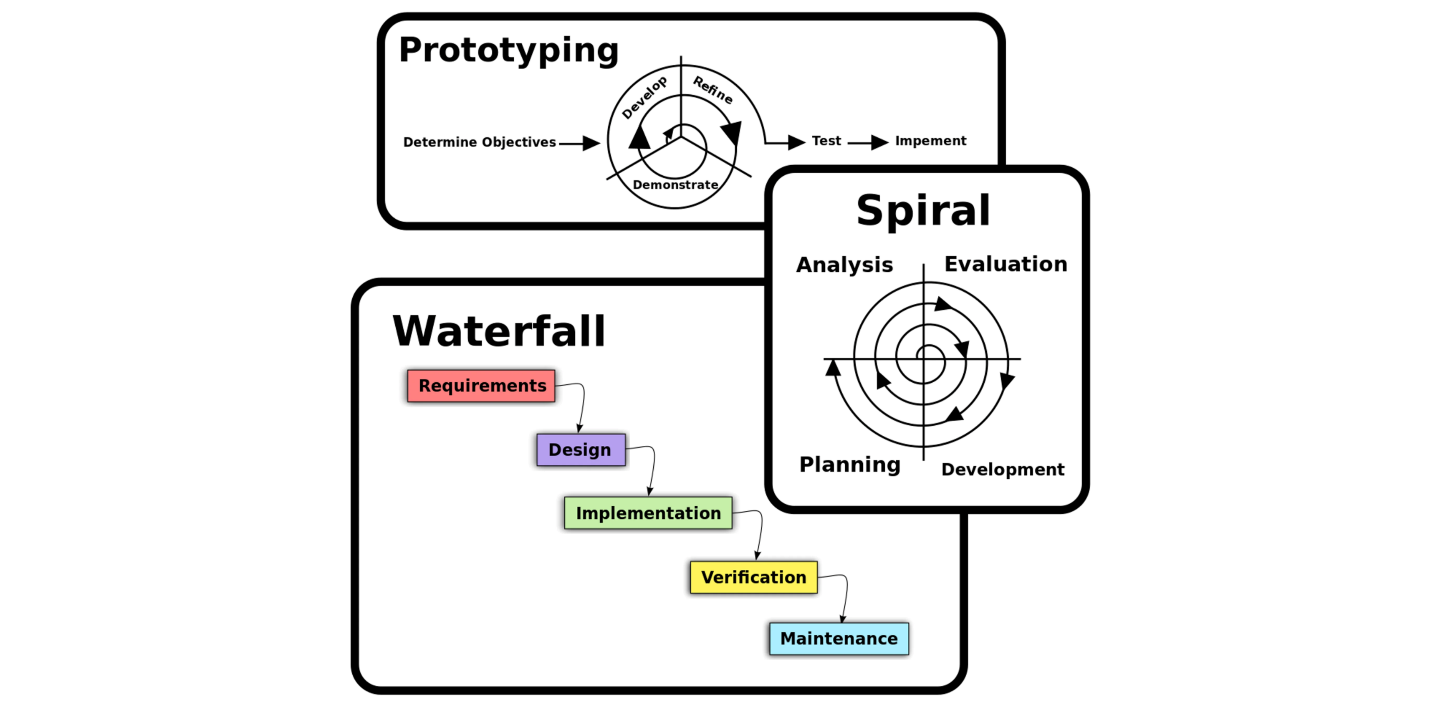 Prototyping
Develop
Refine
Determine Objectives
Test
Impement
Demonstrate
Spiral
Analysis
Evaluation
Planning
Development
Waterfall
Requirements
Design
Implementation
Verification
Maintenance